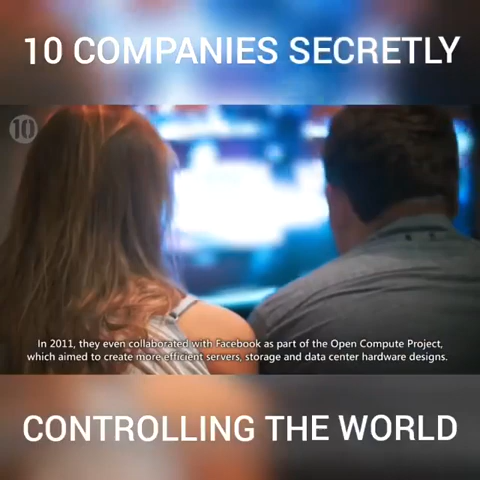 10 COMPANIES SECRETLY
10
In 2011, they even collaborated with Facebook as part of the Open Compute Project,
which aimed to create more efficient servers, storage and data center hardware designs.
CONTROLLING THE WORLD